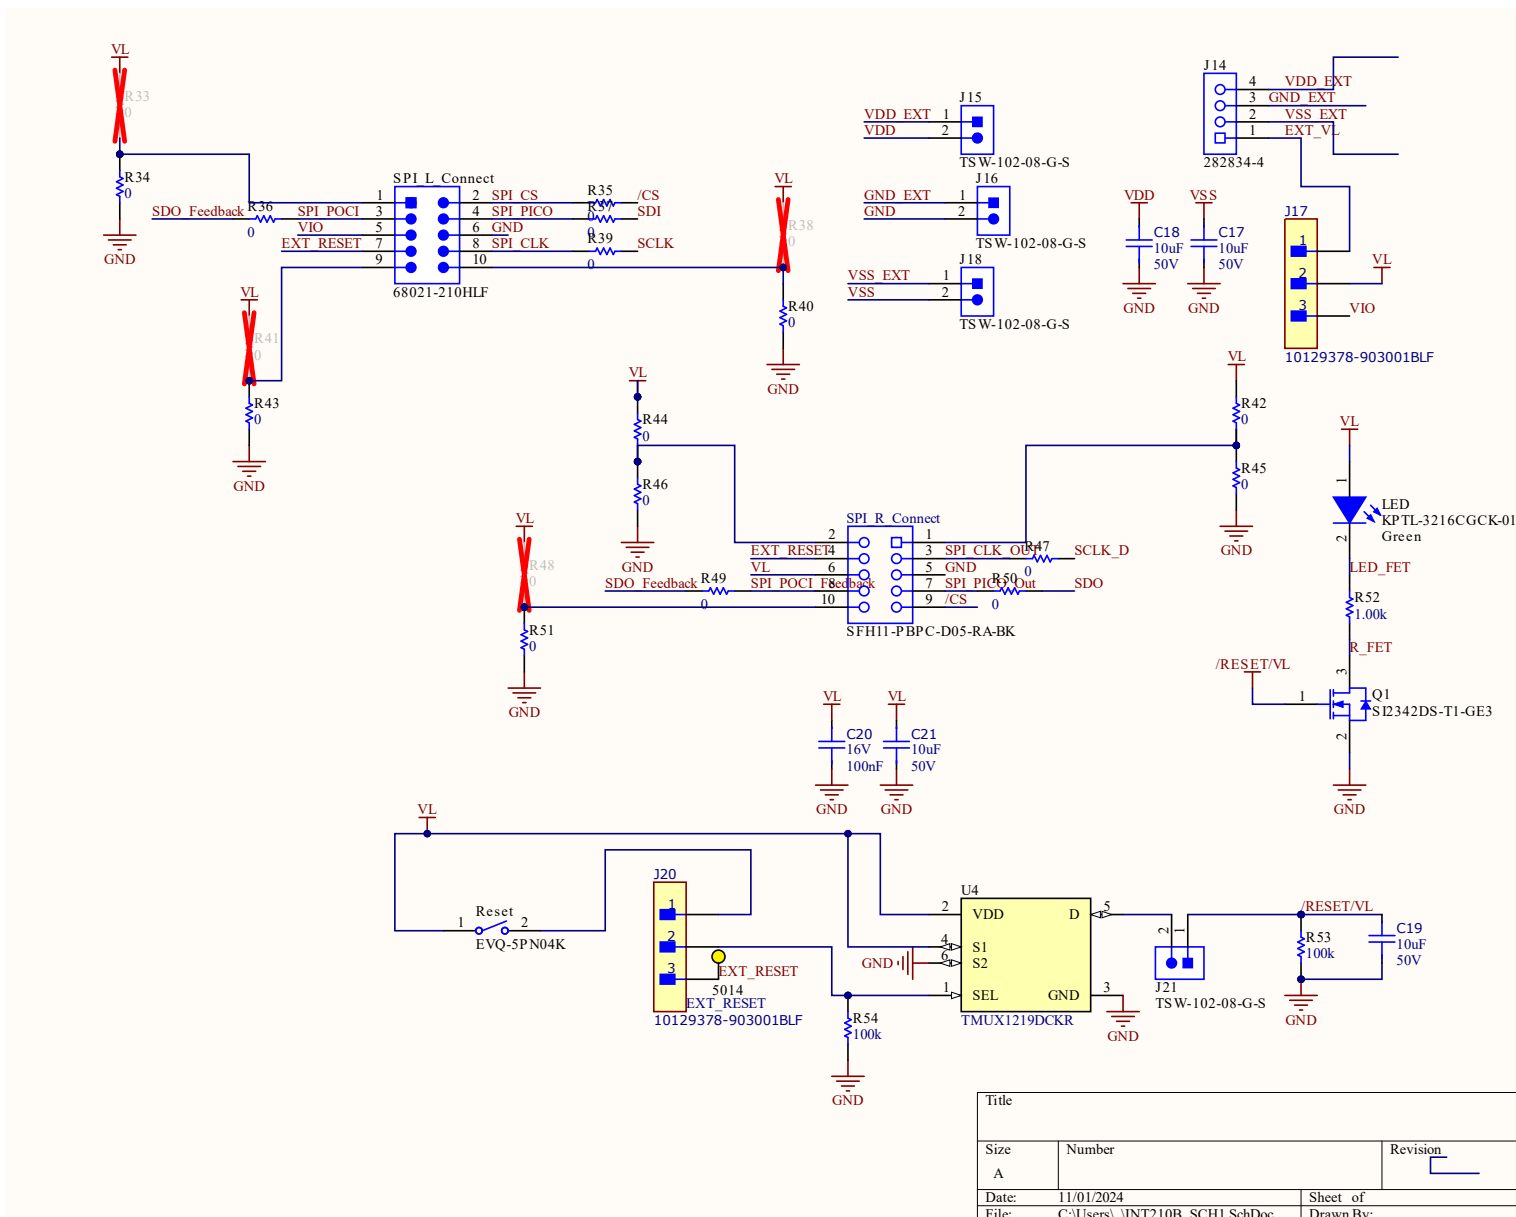 VL
R33
0
R34
0
GND
SDO_Feedback
R36
0
SPI_POCI
VIO
EXT_RESET
SPI_L_Connect
1
3
5
7
9
2
4
6
8
10
SPI_CS
SPI_PICO
GND
SPI_CLK
R35
0
R37
0
R39
0
/CS
SDI
SCLK
68021-210HLF
VL
R38
0
R40
0
GND
VL
R41
0
R43
0
GND
J15
VDD_EXT
1
VDD
2
TSW-102-08-G-S
J16
GND_EXT
1
GND
2
TSW-102-08-G-S
J18
VSS_EXT
1
VSS
2
TSW-102-08-G-S
J14
4
VDD_EXT
3
GND_EXT
2
VSS_EXT
1
EXT_VL
282834-4
VDD
C18
10uF
50V
GND
VSS
C17
10uF
50V
GND
J17
1
2
3
VL
VIO
10129378-903001BLF
VL
R44
0
R46
0
GND
VL
R42
0
R45
0
GND
VL
R48
0
R51
0
GND
SPI_R_Connect
2
4
6
8
10
1
3
5
7
9
EXT_RESET
VL
SDO_Feedback
R49
0
SPI_POCI_Feedback
SPI_CLK_OUT
R47
0
SCLK_D
GND
SPI_PICO_Out
R50
0
SDO
/CS
SFH11-PBPC-D05-RA-BK
VL
1
LED
KPTL-3216CGCK-01
Green
2
LED_FET
R52
1.00k
R_FET
/RESET/VL
3
1
Q1
SI2342DS-T1-GE3
2
GND
VL
C20
16V
100nF
GND
VL
C21
10uF
50V
GND
VL
Reset
1
2
EVQ-5PN04K
J20
1
2
3
EXT_RESET
5014
EXT_RESET
10129378-903001BLF
R54
100k
GND
U4
2
VDD
4
S1
GND
6
S2
1
SEL
D
5
GND
3
TMUX1219DCKR
GND
2
1
J21
TSW-102-08-G-S
/RESET/VL
R53
100k
C19
10uF
50V
GND
Title
Size
Number
Revision
A
Date:
11/01/2024
Sheet of
File:
C:\Users\..\INT210B_SCH1.SchDoc
Drawn By: